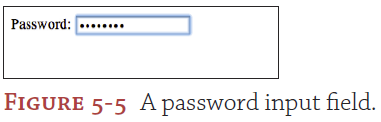 Password: ••••••••
FIGURE 5-5 A password input field.